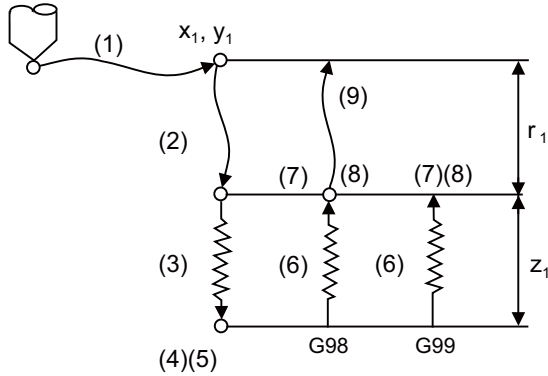 (1)
x1, y1
(9)
r1
(2)
(7) (8) (7)(8)
(3) (6) (6) z1
(4)(5)
G98 G99